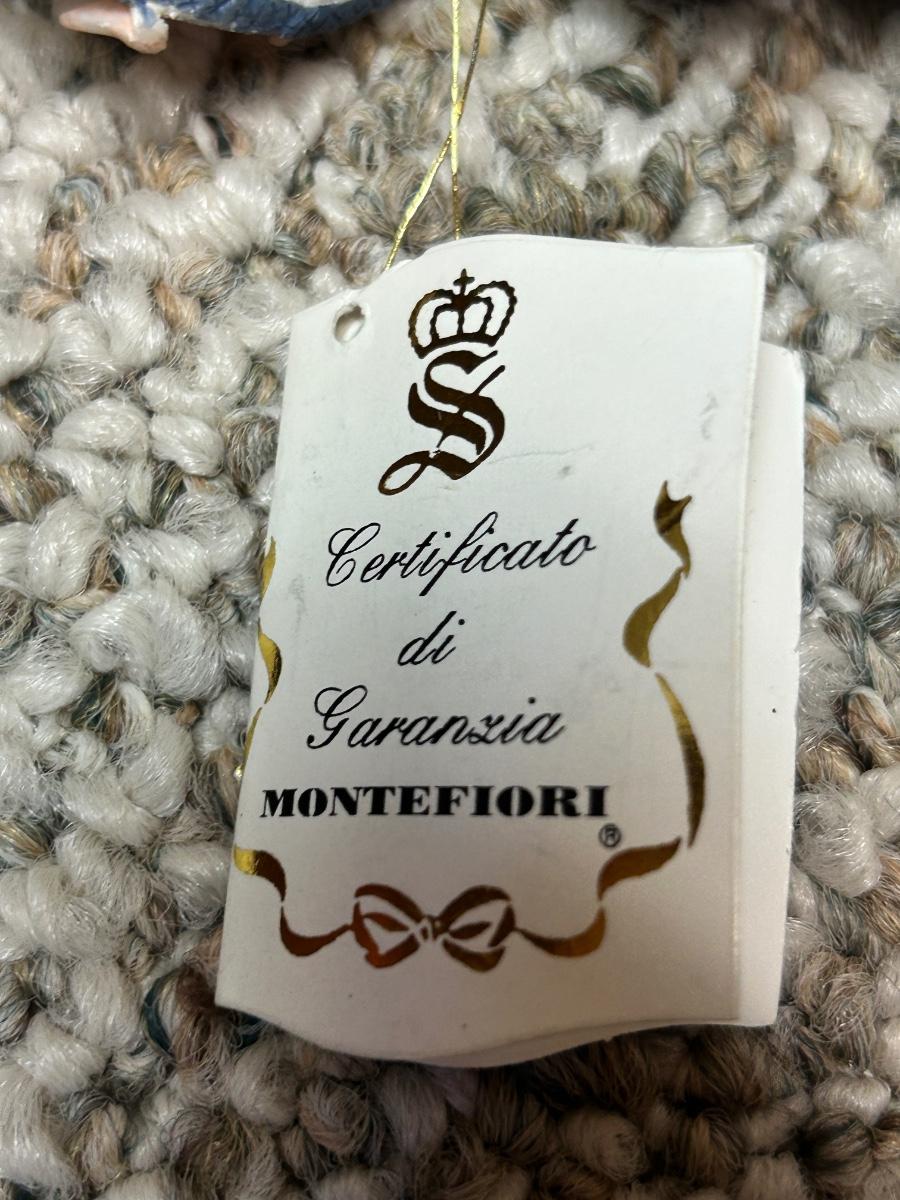 S
Certificato
di
Garanzia
MONTEFIORI
®